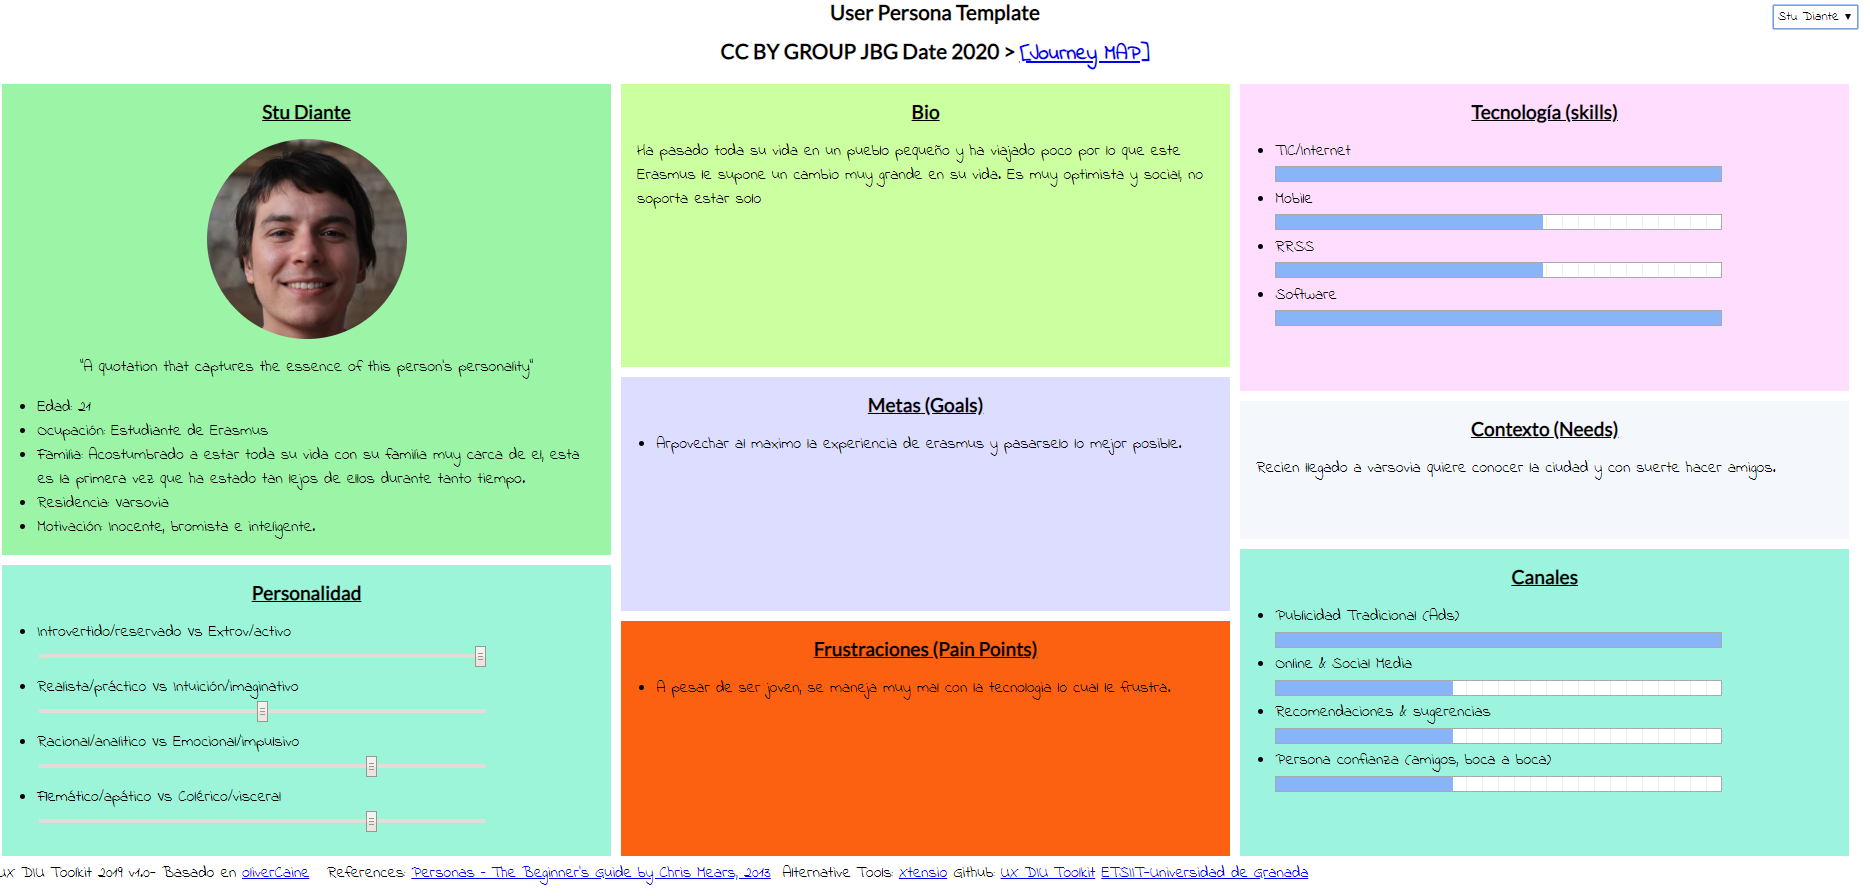 User Persona Template
Stu Diante ▼
CC BY GROUP JBG Date 2020 > [Journey MAP]
Stu Diante
"A quotation that captures the essence of this person's personality"
• Edad: 21
• Ocupación: Estudiante de Erasmus
• Familia: Acostumbrado a estar toda su vida con su familia muy carca de el, esta
es la primera vez que ha estado tan lejos de ellos durante tanto tiempo.
• Residencia: Varsovia
• Motivación: Inocente, bromista e inteligente.
Personalidad
• Introvertido/reservado Vs Extrov/activo
• Realista/práctico Vs Intuición/imaginativo
• Racional/analítico Vs Emocional/impulsivo
• Flemático/apático Vs Colérico/visceral
Bio
Ha pasado toda su vida en un pueblo pequeño y ha viajado poco por lo que este
Erasmus le supone un cambio muy grande en su vida. Es muy optimista y social, no
soporta estar solo
Metas (Goals)
• Arpovechar al maximo la experiencia de erasmus y pasarselo lo mejor posible.
Frustraciones (Pain Points)
• A pesar de ser joven, se maneja muy mal con la tecnologia lo cual le frustra.
Tecnología (skills)
• TIC/Internet
• Mobile
• RRSS
• Software
Contexto (Needs)
Recien llegado a varsovia quiere conocer la ciudad y con suerte hacer amigos.
Canales
• Publicidad Tradicional (Ads)
• Online & Social Media
• Recomendaciones & sugerencias
• Persona confianza (amigos, boca a boca)
UX DIU Toolkit 2019 v1.0- Basado en oliverCaine References: Personas - The Beginner's Guide by Chris Mears, 2013 Alternative Tools: Xtensio Github: UX DIU Toolkit ETSIIT-Universidad de Granada